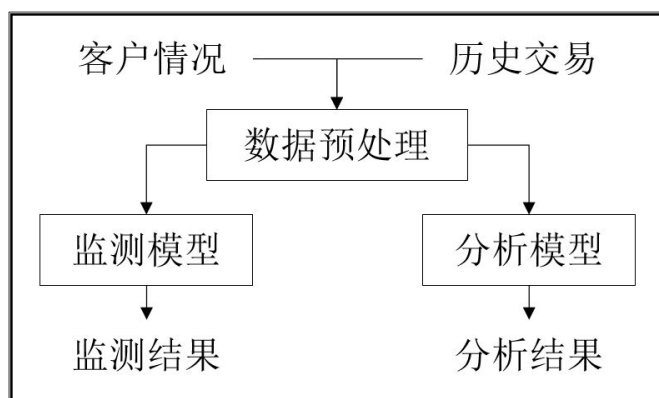 客户情况 历史交易
数据预处理
监测模型 分析模型
监测结果 分析结果